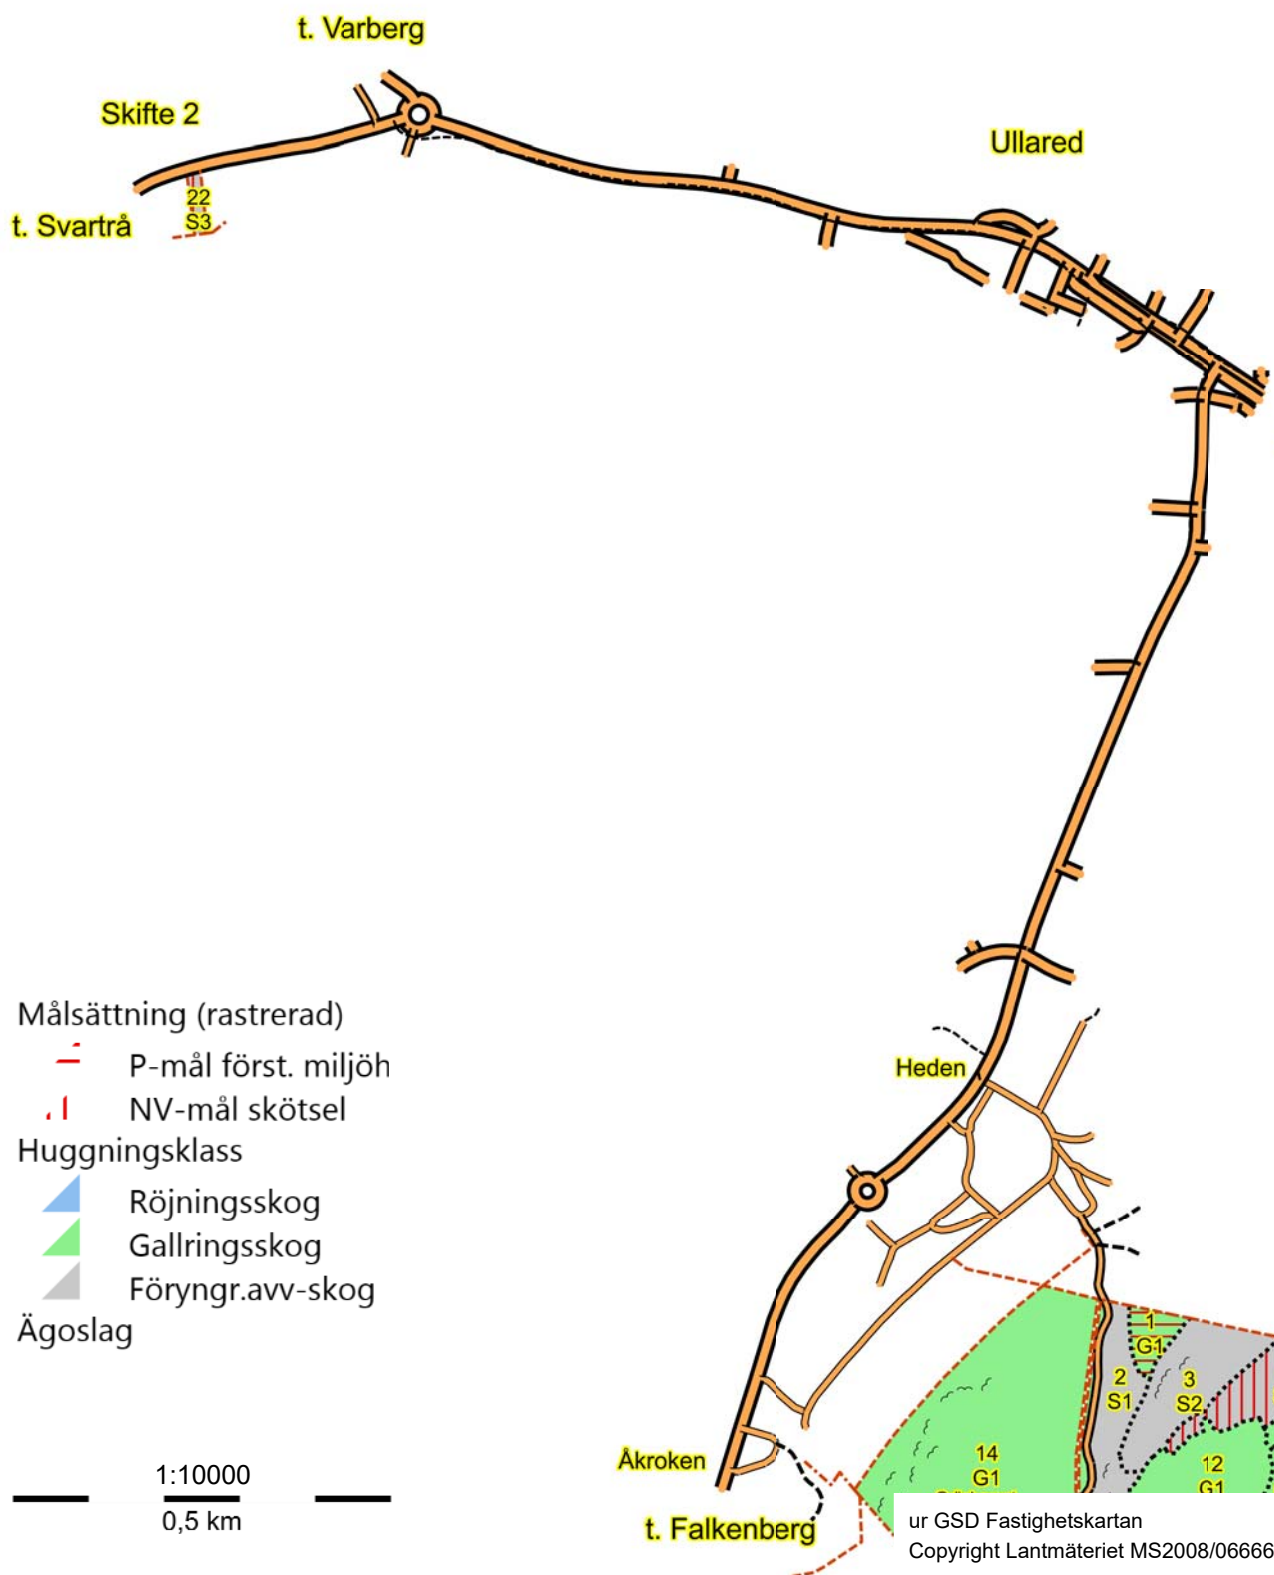 t. Varberg
Skifte 2
Ullared
22
S3
t. Svartrå
Målsättning (rastrerad)
P-mål först. miljöh
NV-mål skötsel
Huggningsklass
Röjningsskog
Gallringsskog
Föryngr.avv-skog
Ägoslag
Heden
1
G1
2
S1
3
S2
14
G1
12
G1
Åkroken
1:10000
0,5 km
t. Falkenberg
ur GSD Fastighetskartan
Copyright Lantmäteriet MS2008/06666